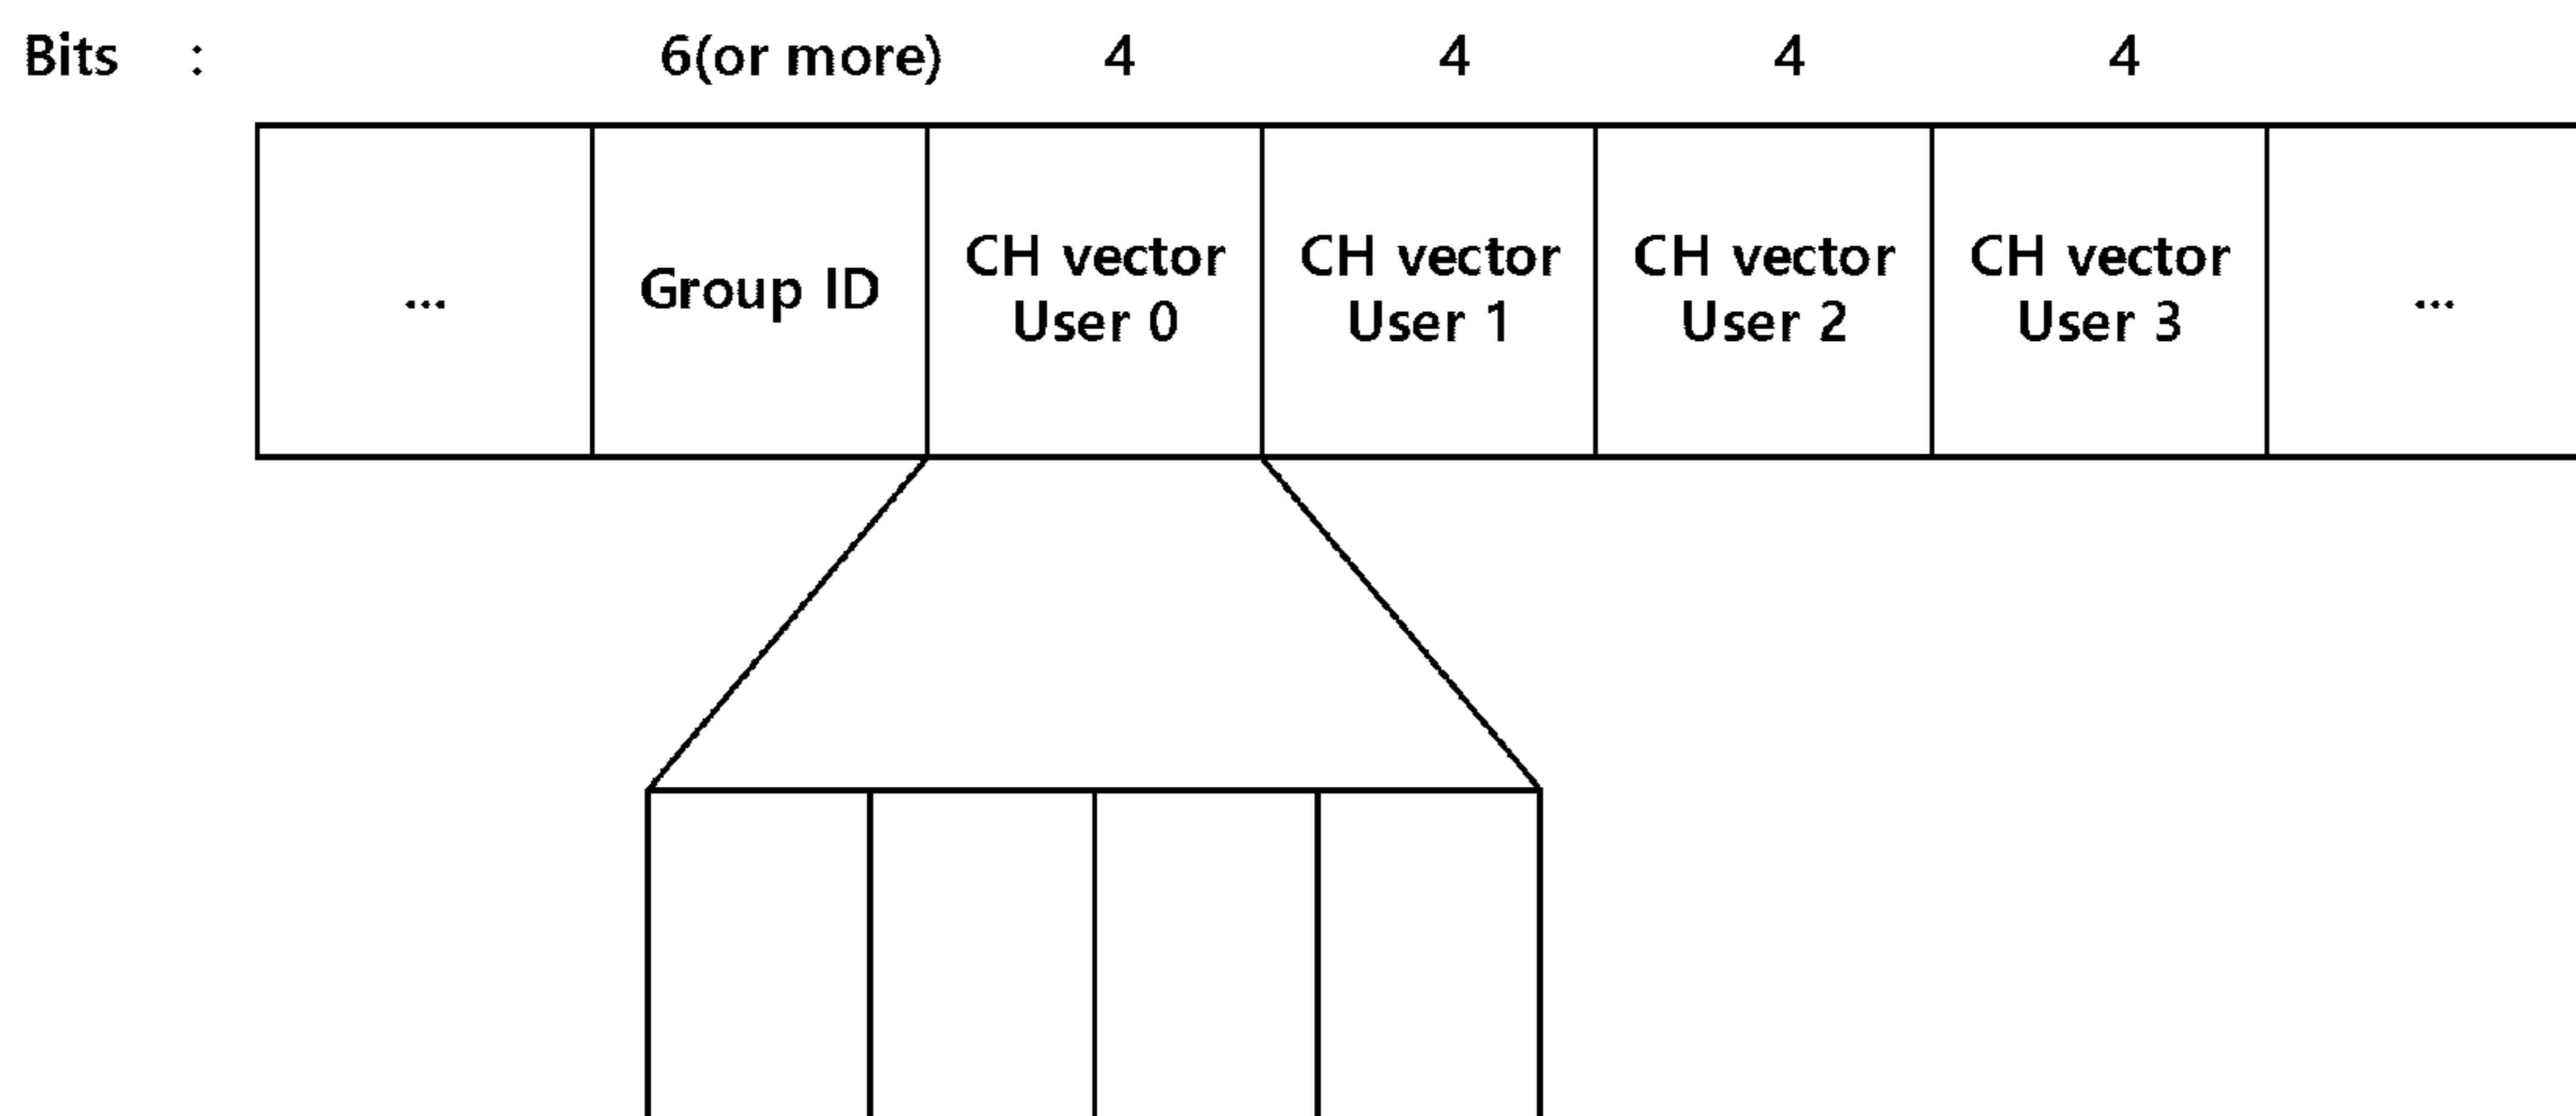 Bits : 6(or more) 4 4 4 4
... Group ID CH vector User 0 CH vector User 1 CH vector User 2 CH vector User 3 ...